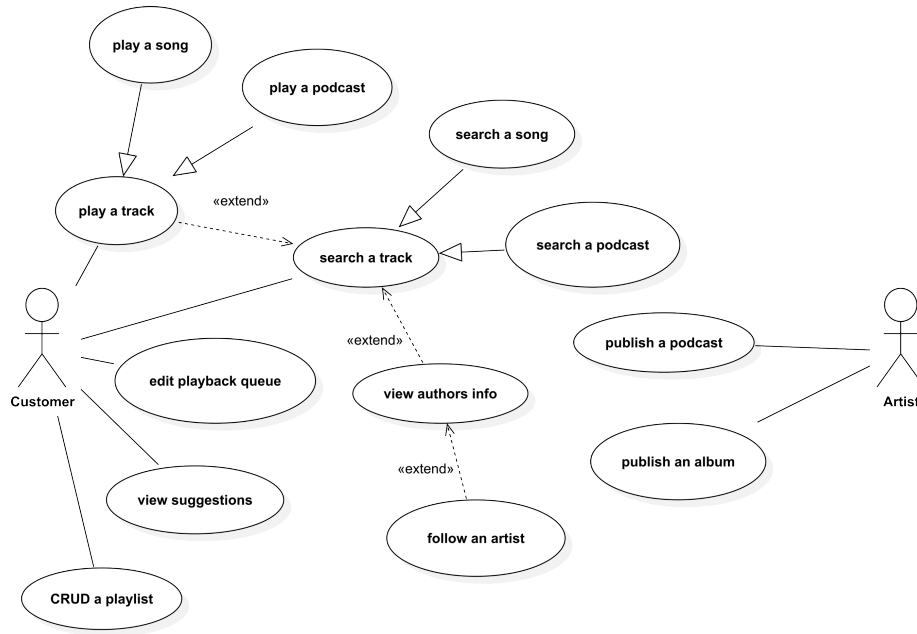 play a song
play a podcast
search a song
play a track
«extend»
search a track
search a podcast
«extend»
publish a podcast
edit playback queue
view authors info
Customer
Artist
«extend»
publish an album
view suggestions
follow an artist
CRUD a playlist